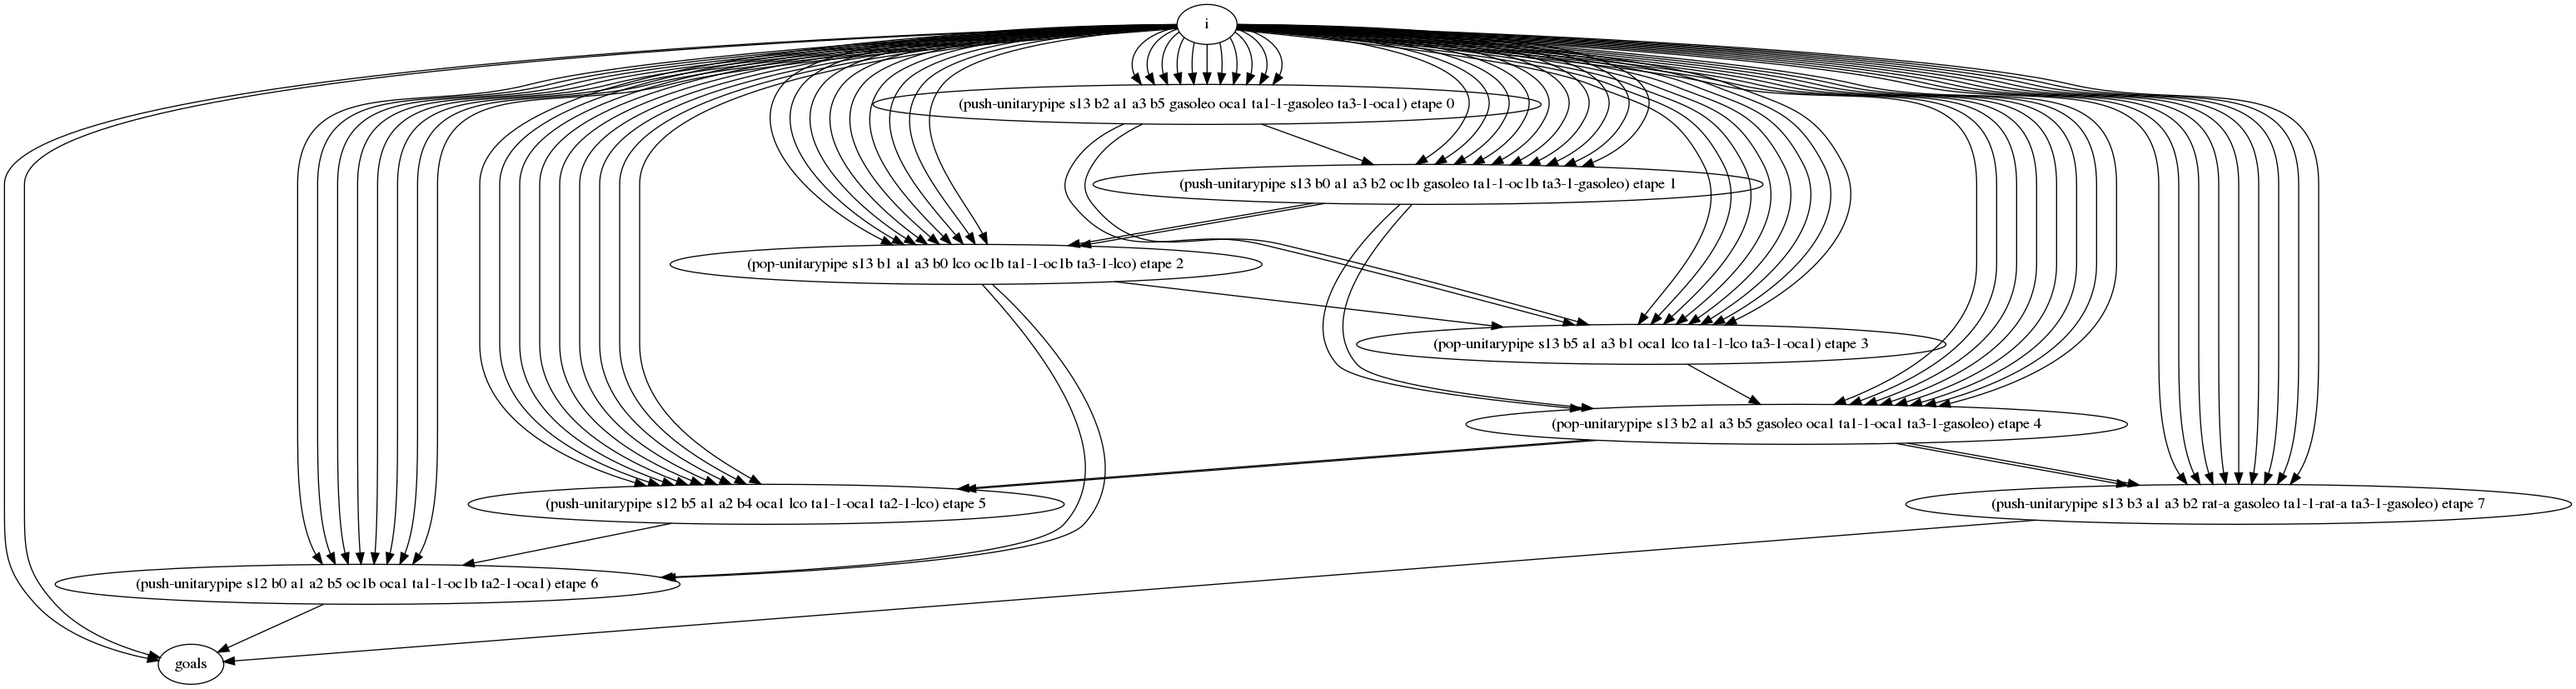 i
(push-unitarypipe s13 b2 a1 a3 b5 gasoleo oca1 ta1-1-gasoleo ta3-1-oca1) etape 0
(push-unitarypipe s13 b0 a1 a3 b2 oc1b gasoleo ta1-1-oc1b ta3-1-gasoleo) etape 1
(pop-unitarypipe s13 b1 a1 a3 b0 lco oc1b ta1-1-oc1b ta3-1-lco) etape 2
(pop-unitarypipe s13 b5 a1 a3 b1 oca1 lco ta1-1-lco ta3-1-oca1) etape 3
(pop-unitarypipe s13 b2 a1 a3 b5 gasoleo oca1 ta1-1-oca1 ta3-1-gasoleo) etape 4
(push-unitarypipe s12 b5 a1 a2 b4 oca1 lco ta1-1-oca1 ta2-1-lco) etape 5
(push-unitarypipe s13 b3 a1 a3 b2 rat-a gasoleo ta1-1-rat-a ta3-1-gasoleo) etape 7
(push-unitarypipe s12 b0 a1 a2 b5 oc1b oca1 ta1-1-oc1b ta2-1-oca1) etape 6
goals